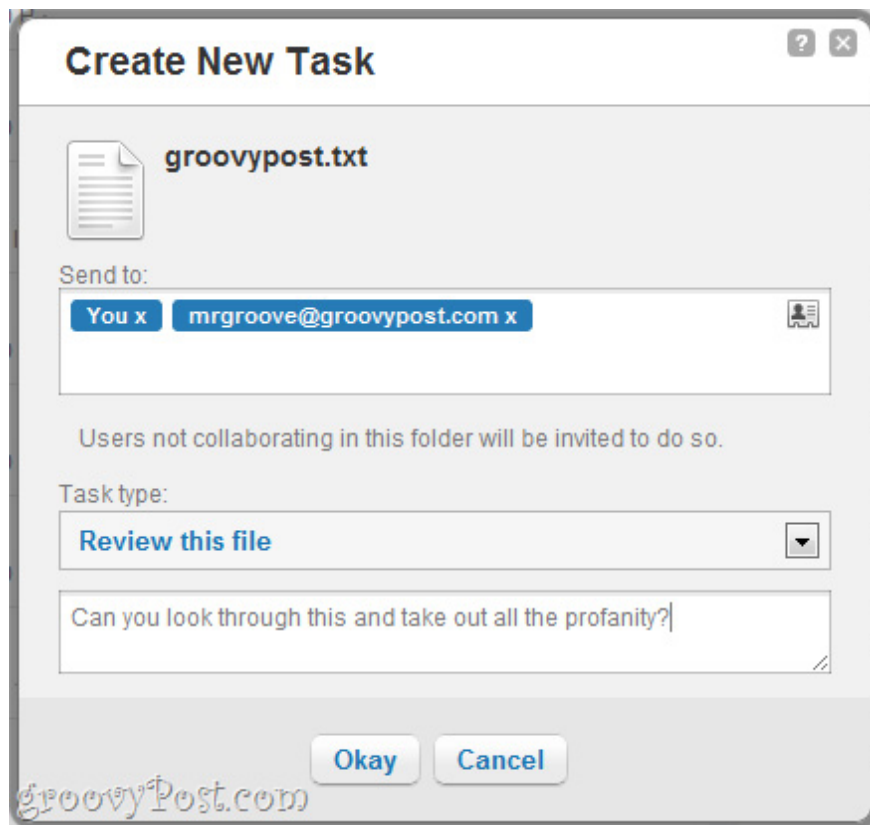 Create New Task
groovypost.txt
Send to:
You x mrgroove@groovypost.com x
Users not collaborating in this folder will be invited to do so.
Task type:
Review this file
Can you look through this and take out all the profanity?
Okay Cancel
groovyPost.com